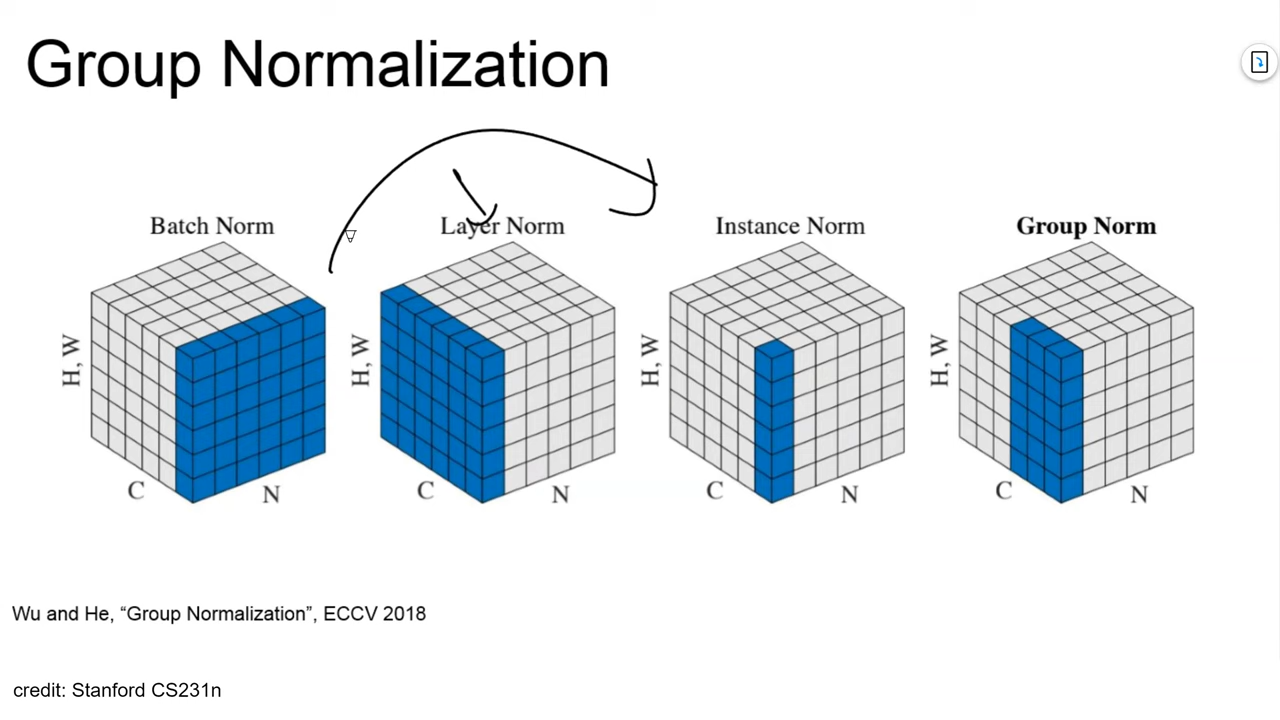 Group Normalization
Batch Norm
Layer Norm
Instance Norm
Group Norm
H, W
H, W
H, W
H, W
C
N
C
N
C
N
C
N
Wu and He, “Group Normalization”, ECCV 2018
credit: Stanford CS231n